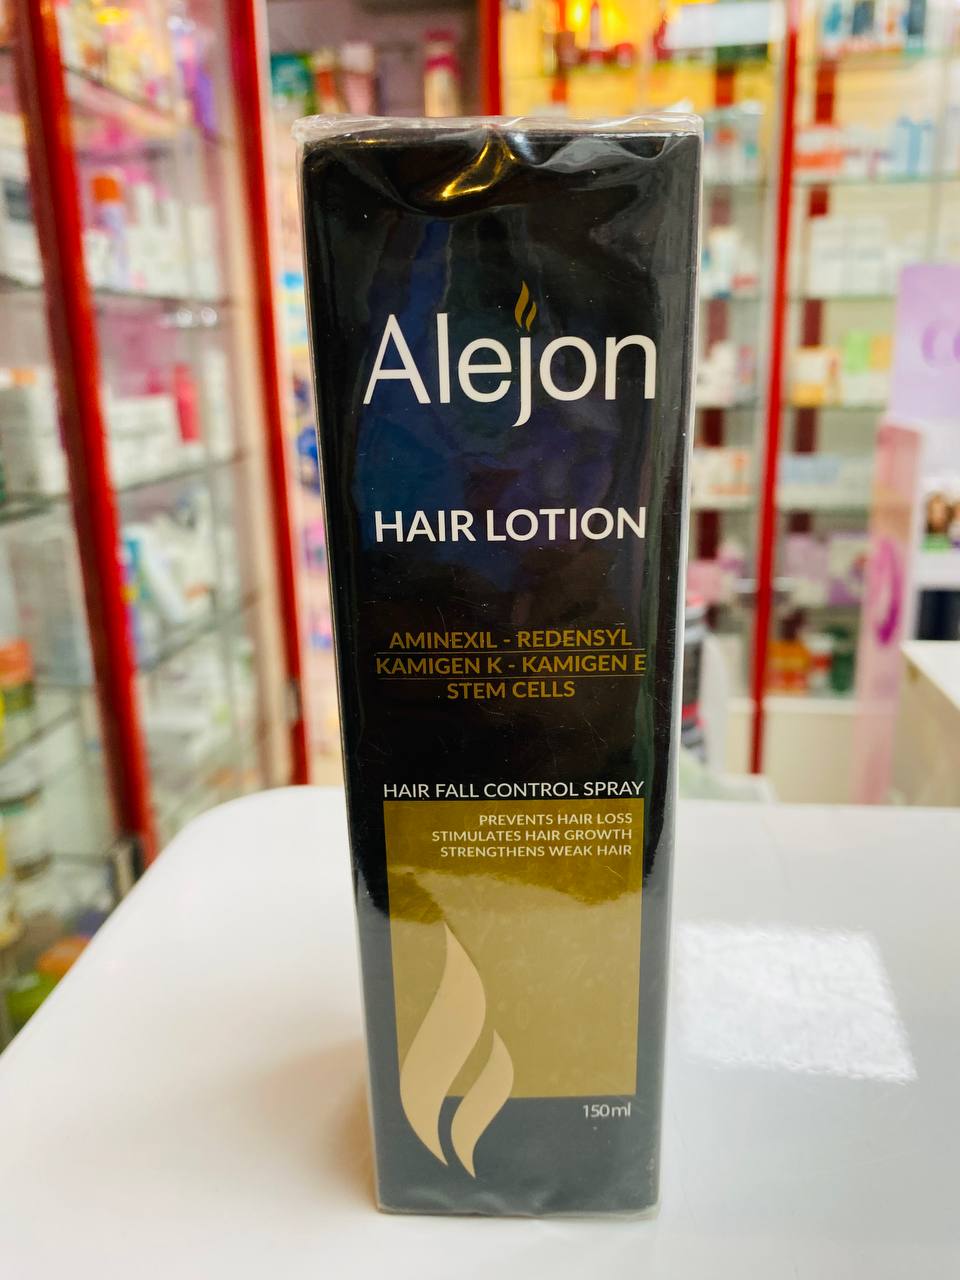 Alejon
HAIR LOTION
AMINEXIL - REDENSYL
KAMIGEN K - KAMIGEN E
STEM CELLS
HAIR FALL CONTROL SPRAY
PREVENTS HAIR LOSS
STIMULATES HAIR GROWTH
STRENGTHENS WEAK HAIR
150ml